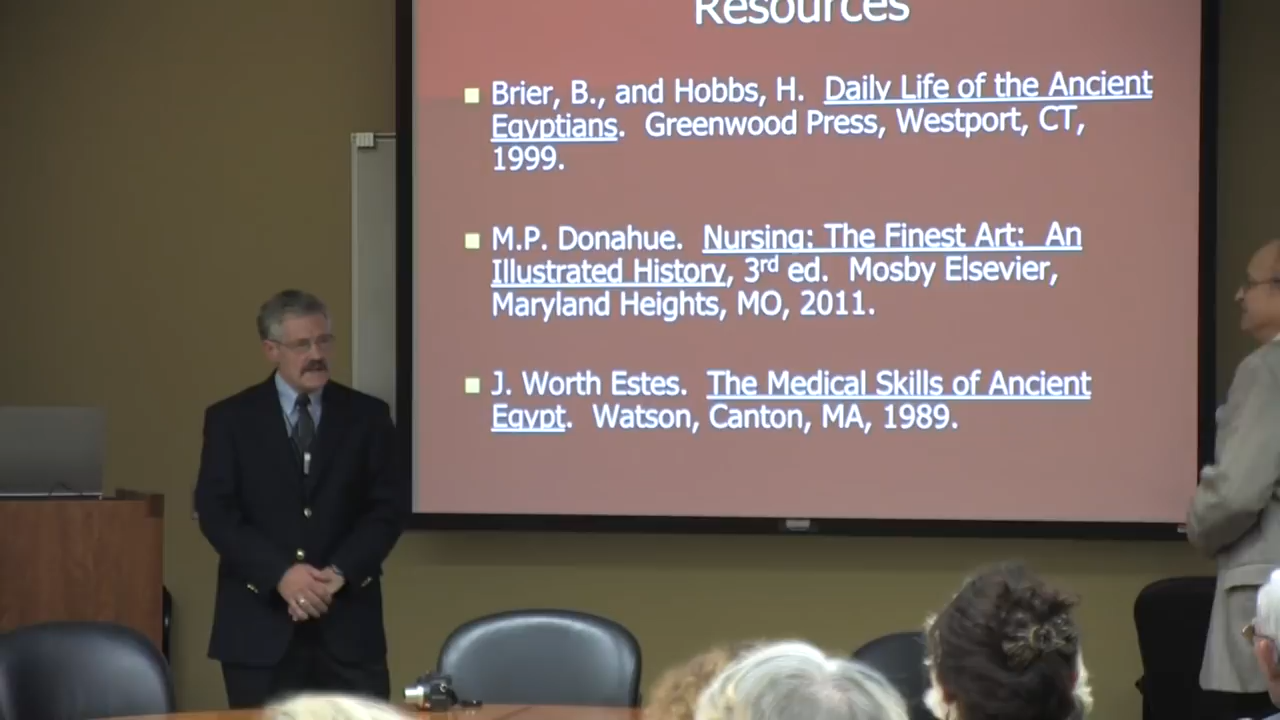 Resources
Brier, B., and Hobbs, H. Daily Life of the Ancient
Egyptians. Greenwood Press, Westport, CT,
1999.
M.P. Donahue. Nursing: The Finest Art: An
Illustrated History, 3rd ed. Mosby Elsevier,
Maryland Heights, MO, 2011.
J. Worth Estes. The Medical Skills of Ancient
Egypt. Watson, Canton, MA, 1989.